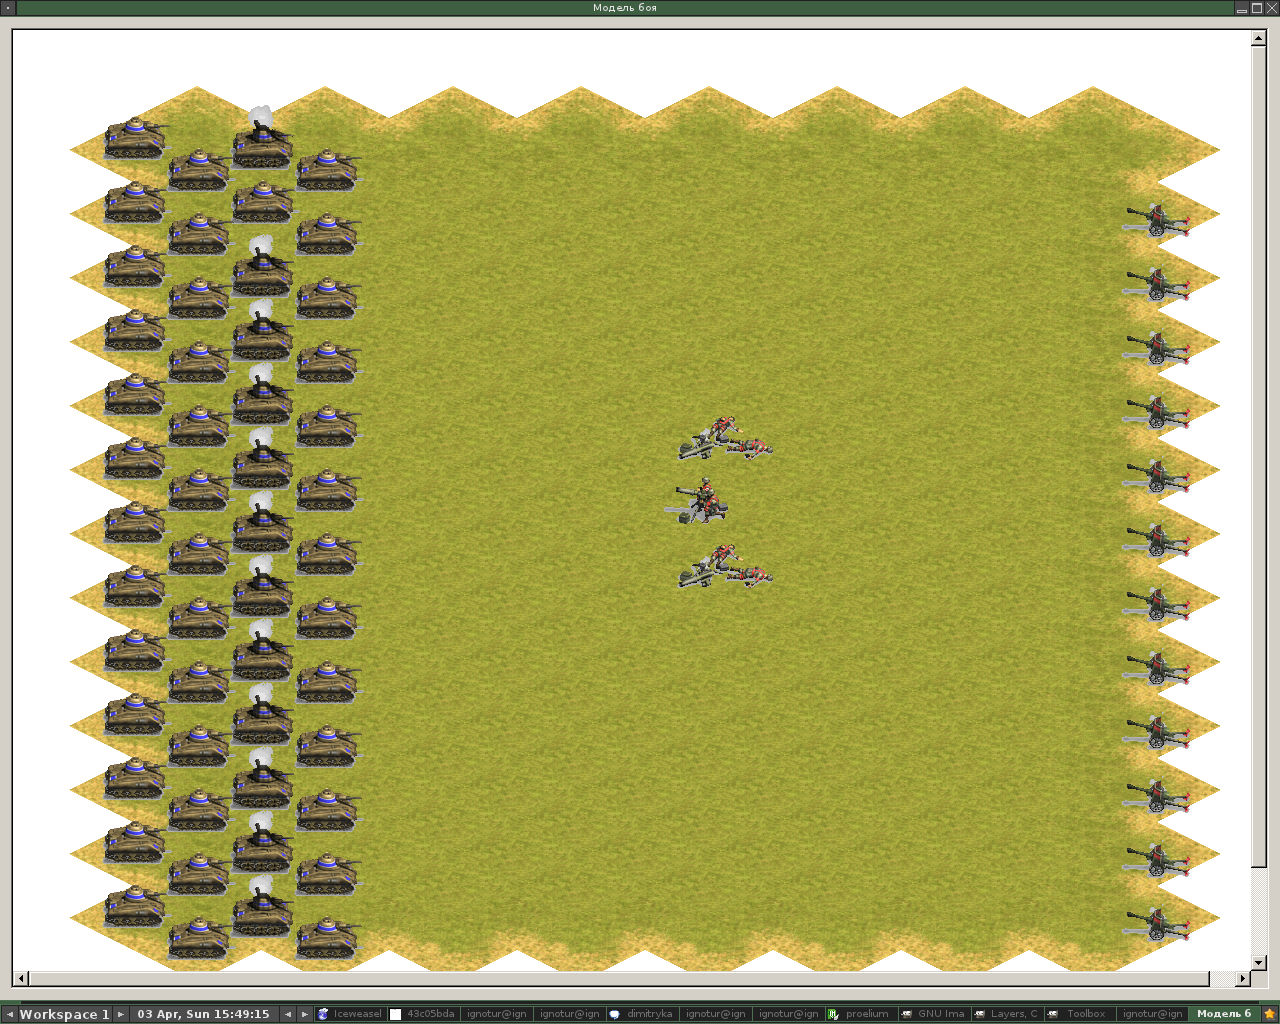 Модель боя
Workspace 1
03 Apr, Sun 15:49:15
Iceweasel
43c05bda
ignotur@ign
ignotur@ign
dimitryka
ignotur@ign
ignotur@ign
proelium
GNU Ima
Layers, C
Toolbox
ignotur@ign
Модель б